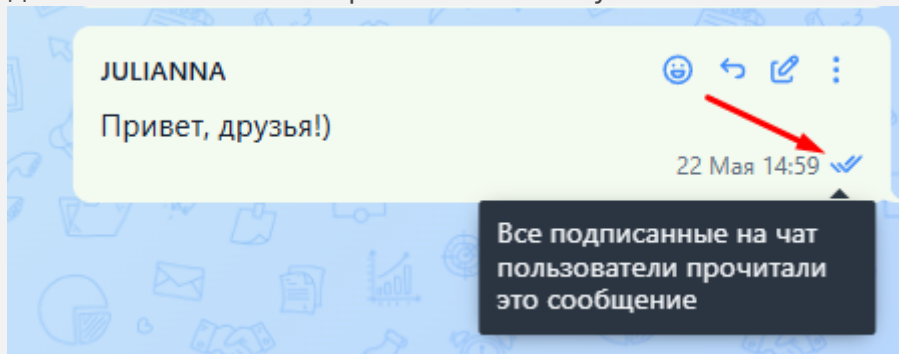 JULIANNA
Привет, друзья!)
22 Мая 14:59
Все подписанные на чат
пользователи прочитали
это сообщение